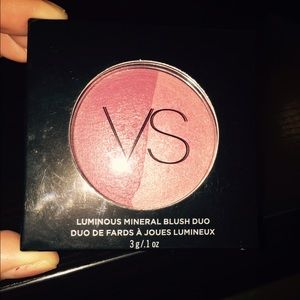 VS
LUMINOUS MINERAL BLUSH DUO
DUO DE FARDS À JOUES LUMINEUX
3 g/.1 oz